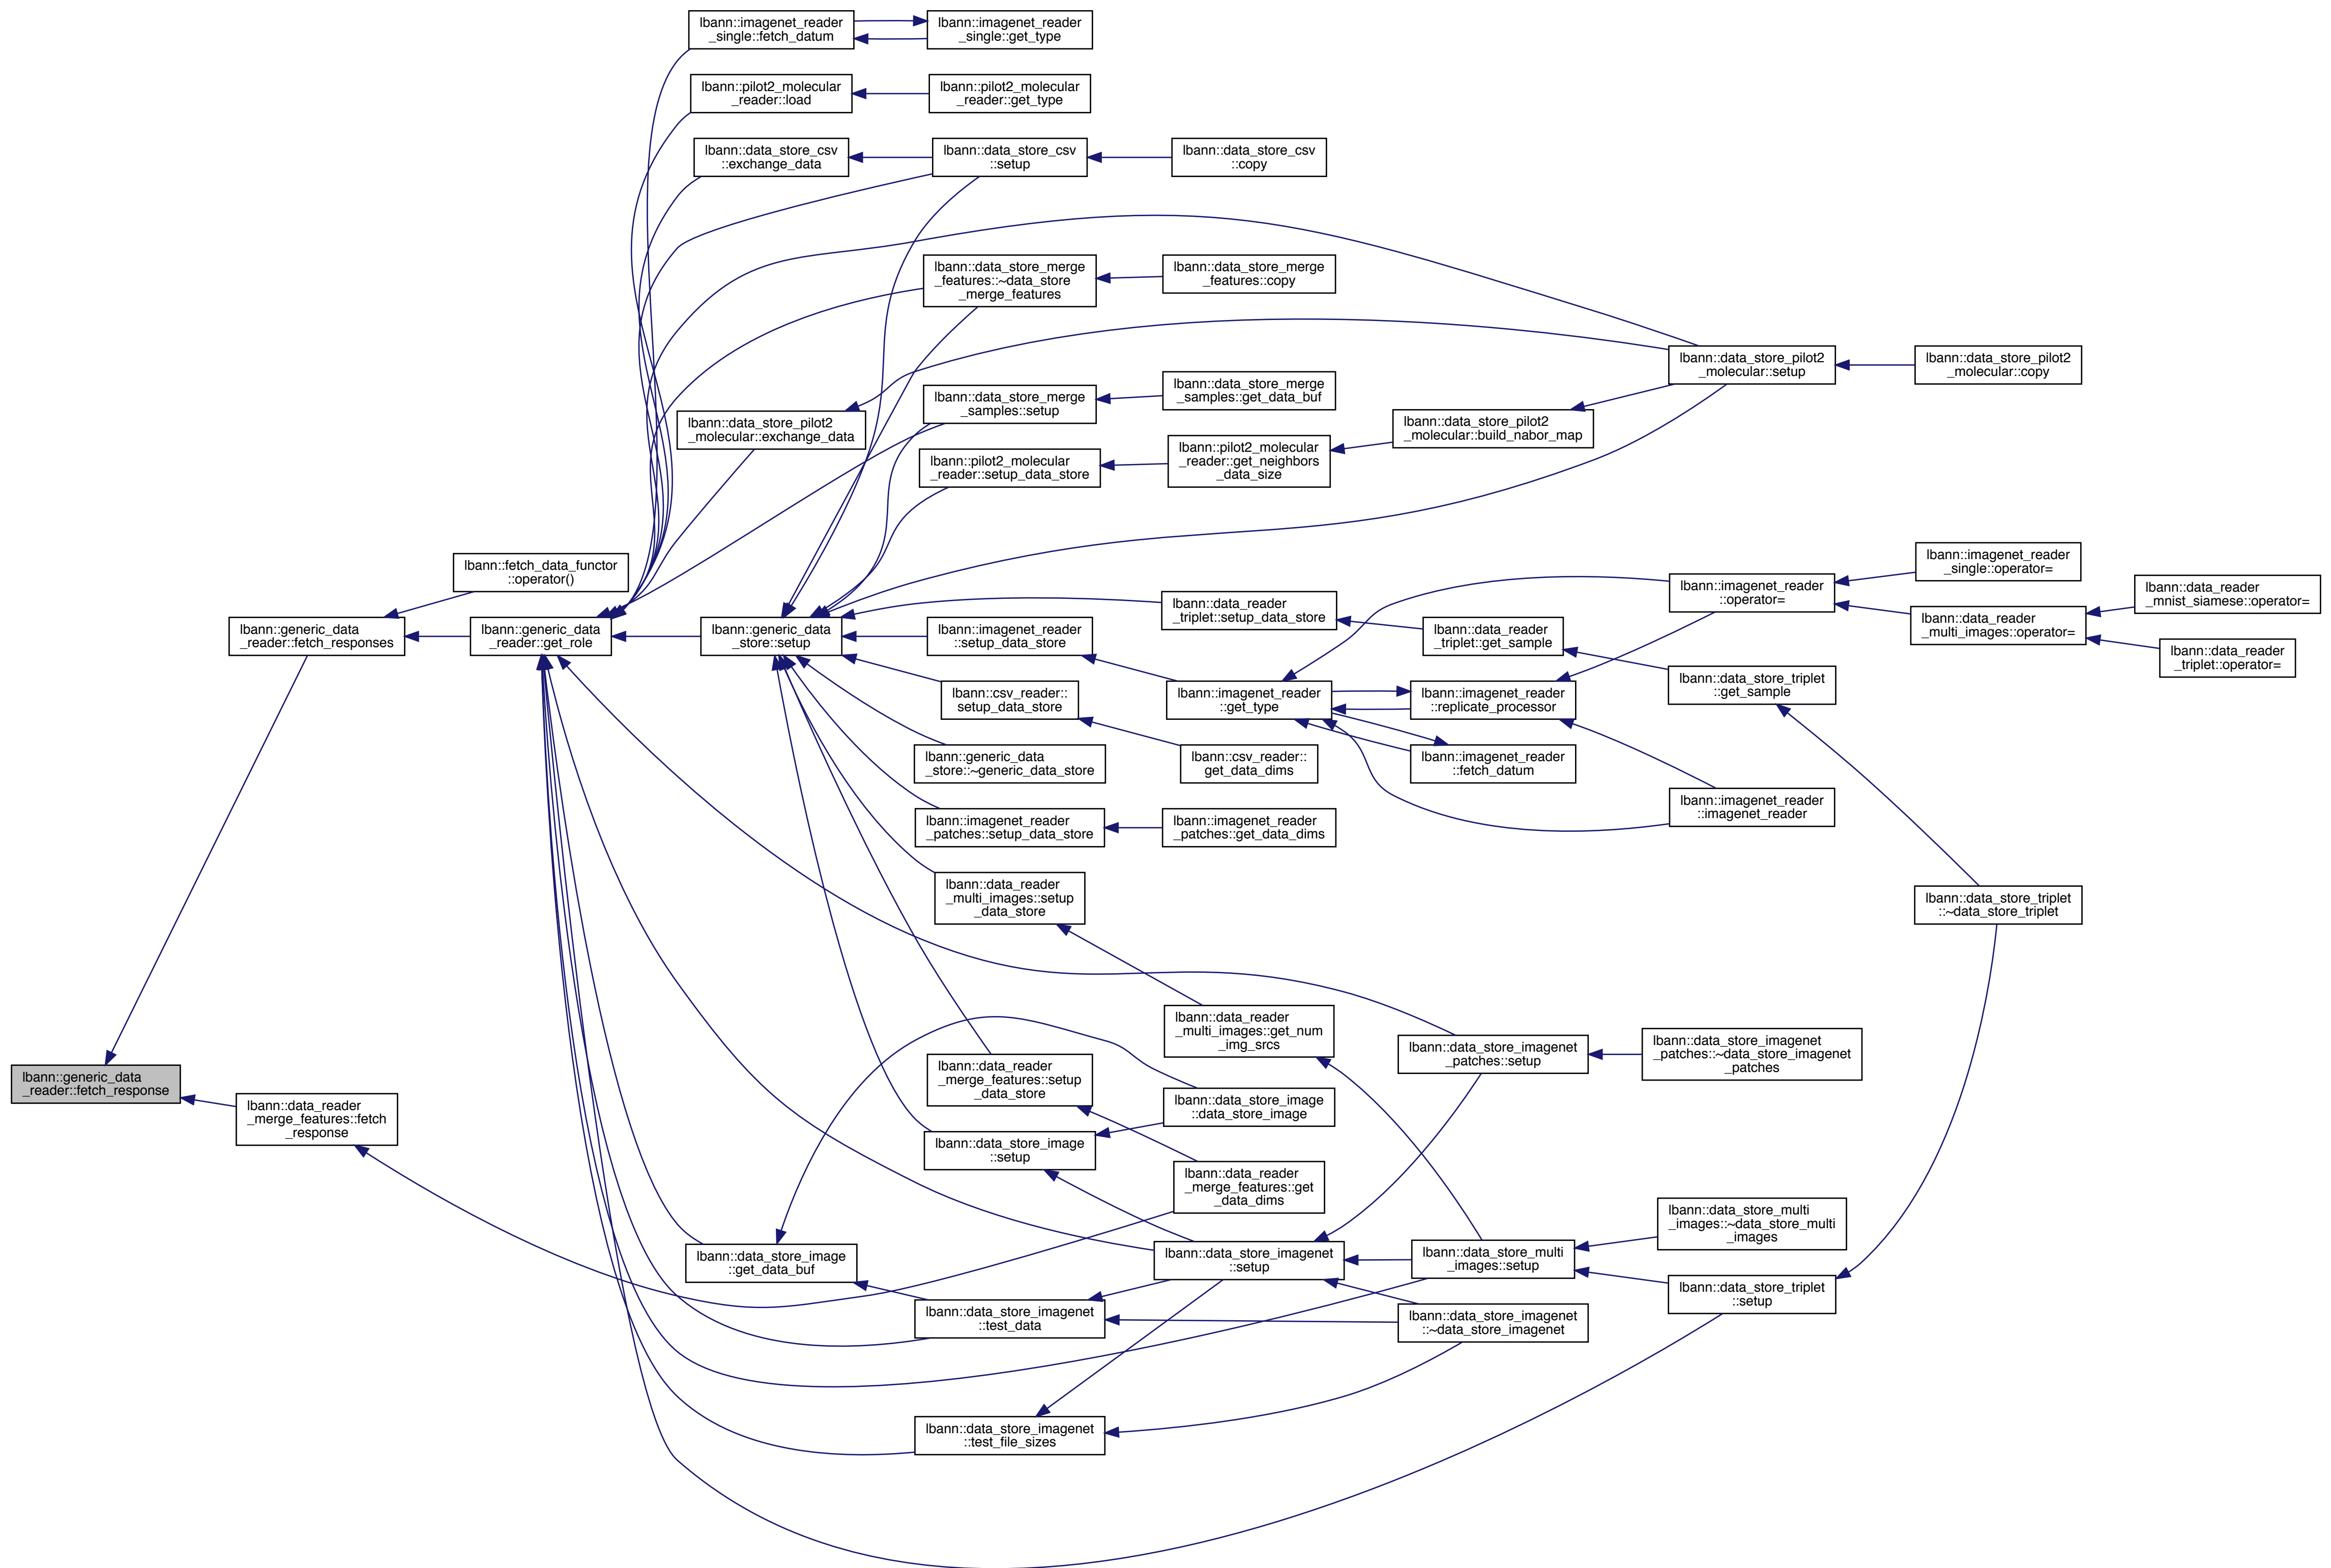 lbann::imagenet_reader
_single::fetch_datum
lbann::imagenet_reader
_single::get_type
lbann::pilot2_molecular
_reader::load
lbann::pilot2_molecular
_reader::get_type
lbann::data_store_csv
::exchange_data
lbann::data_store_csv
::setup
lbann::data_store_csv
::copy
lbann::data_store_merge
_features::~data_store
_merge_features
lbann::data_store_merge
_features::copy
lbann::data_store_pilot2
_molecular::setup
lbann::data_store_pilot2
_molecular::copy
lbann::data_store_merge
_samples::setup
lbann::data_store_merge
_samples::get_data_buf
lbann::data_store_pilot2
_molecular::exchange_data
lbann::data_store_pilot2
_molecular::build_nabor_map
lbann::pilot2_molecular
_reader::setup_data_store
lbann::pilot2_molecular
_reader::get_neighbors
_data_size
lbann::fetch_data_functor
::operator()
lbann::imagenet_reader
_single::operator=
lbann::imagenet_reader
::operator=
lbann::data_reader
_mnist_siamese::operator=
lbann::data_reader
_triplet::setup_data_store
lbann::data_reader
_multi_images::operator=
lbann::generic_data
_reader::fetch_responses
lbann::generic_data
_reader::get_role
lbann::generic_data
_store::setup
lbann::imagenet_reader
::setup_data_store
lbann::data_reader
_triplet::get_sample
lbann::data_reader
_triplet::operator=
lbann::csv_reader::
setup_data_store
lbann::imagenet_reader
::get_type
lbann::imagenet_reader
::replicate_processor
lbann::data_store_triplet
::get_sample
lbann::generic_data
_store::~generic_data_store
lbann::csv_reader::
get_data_dims
lbann::imagenet_reader
::fetch_datum
lbann::imagenet_reader
::imagenet_reader
lbann::imagenet_reader
_patches::setup_data_store
lbann::imagenet_reader
_patches::get_data_dims
lbann::data_reader
_multi_images::setup
_data_store
lbann::data_store_triplet
::~data_store_triplet
lbann::data_reader
_multi_images::get_num
_img_srcs
lbann::data_store_imagenet
_patches::setup
lbann::data_store_imagenet
_patches::~data_store_imagenet
_patches
lbann::generic_data
_reader::fetch_response
lbann::data_reader
_merge_features::setup
_data_store
lbann::data_store_image
::data_store_image
lbann::data_reader
_merge_features::fetch
_response
lbann::data_store_image
::setup
lbann::data_reader
_merge_features::get
_data_dims
lbann::data_store_multi
_images::~data_store_multi
_images
lbann::data_store_image
::get_data_buf
lbann::data_store_imagenet
::setup
lbann::data_store_multi
_images::setup
lbann::data_store_triplet
::setup
lbann::data_store_imagenet
::test_data
lbann::data_store_imagenet
::~data_store_imagenet
lbann::data_store_imagenet
::test_file_sizes